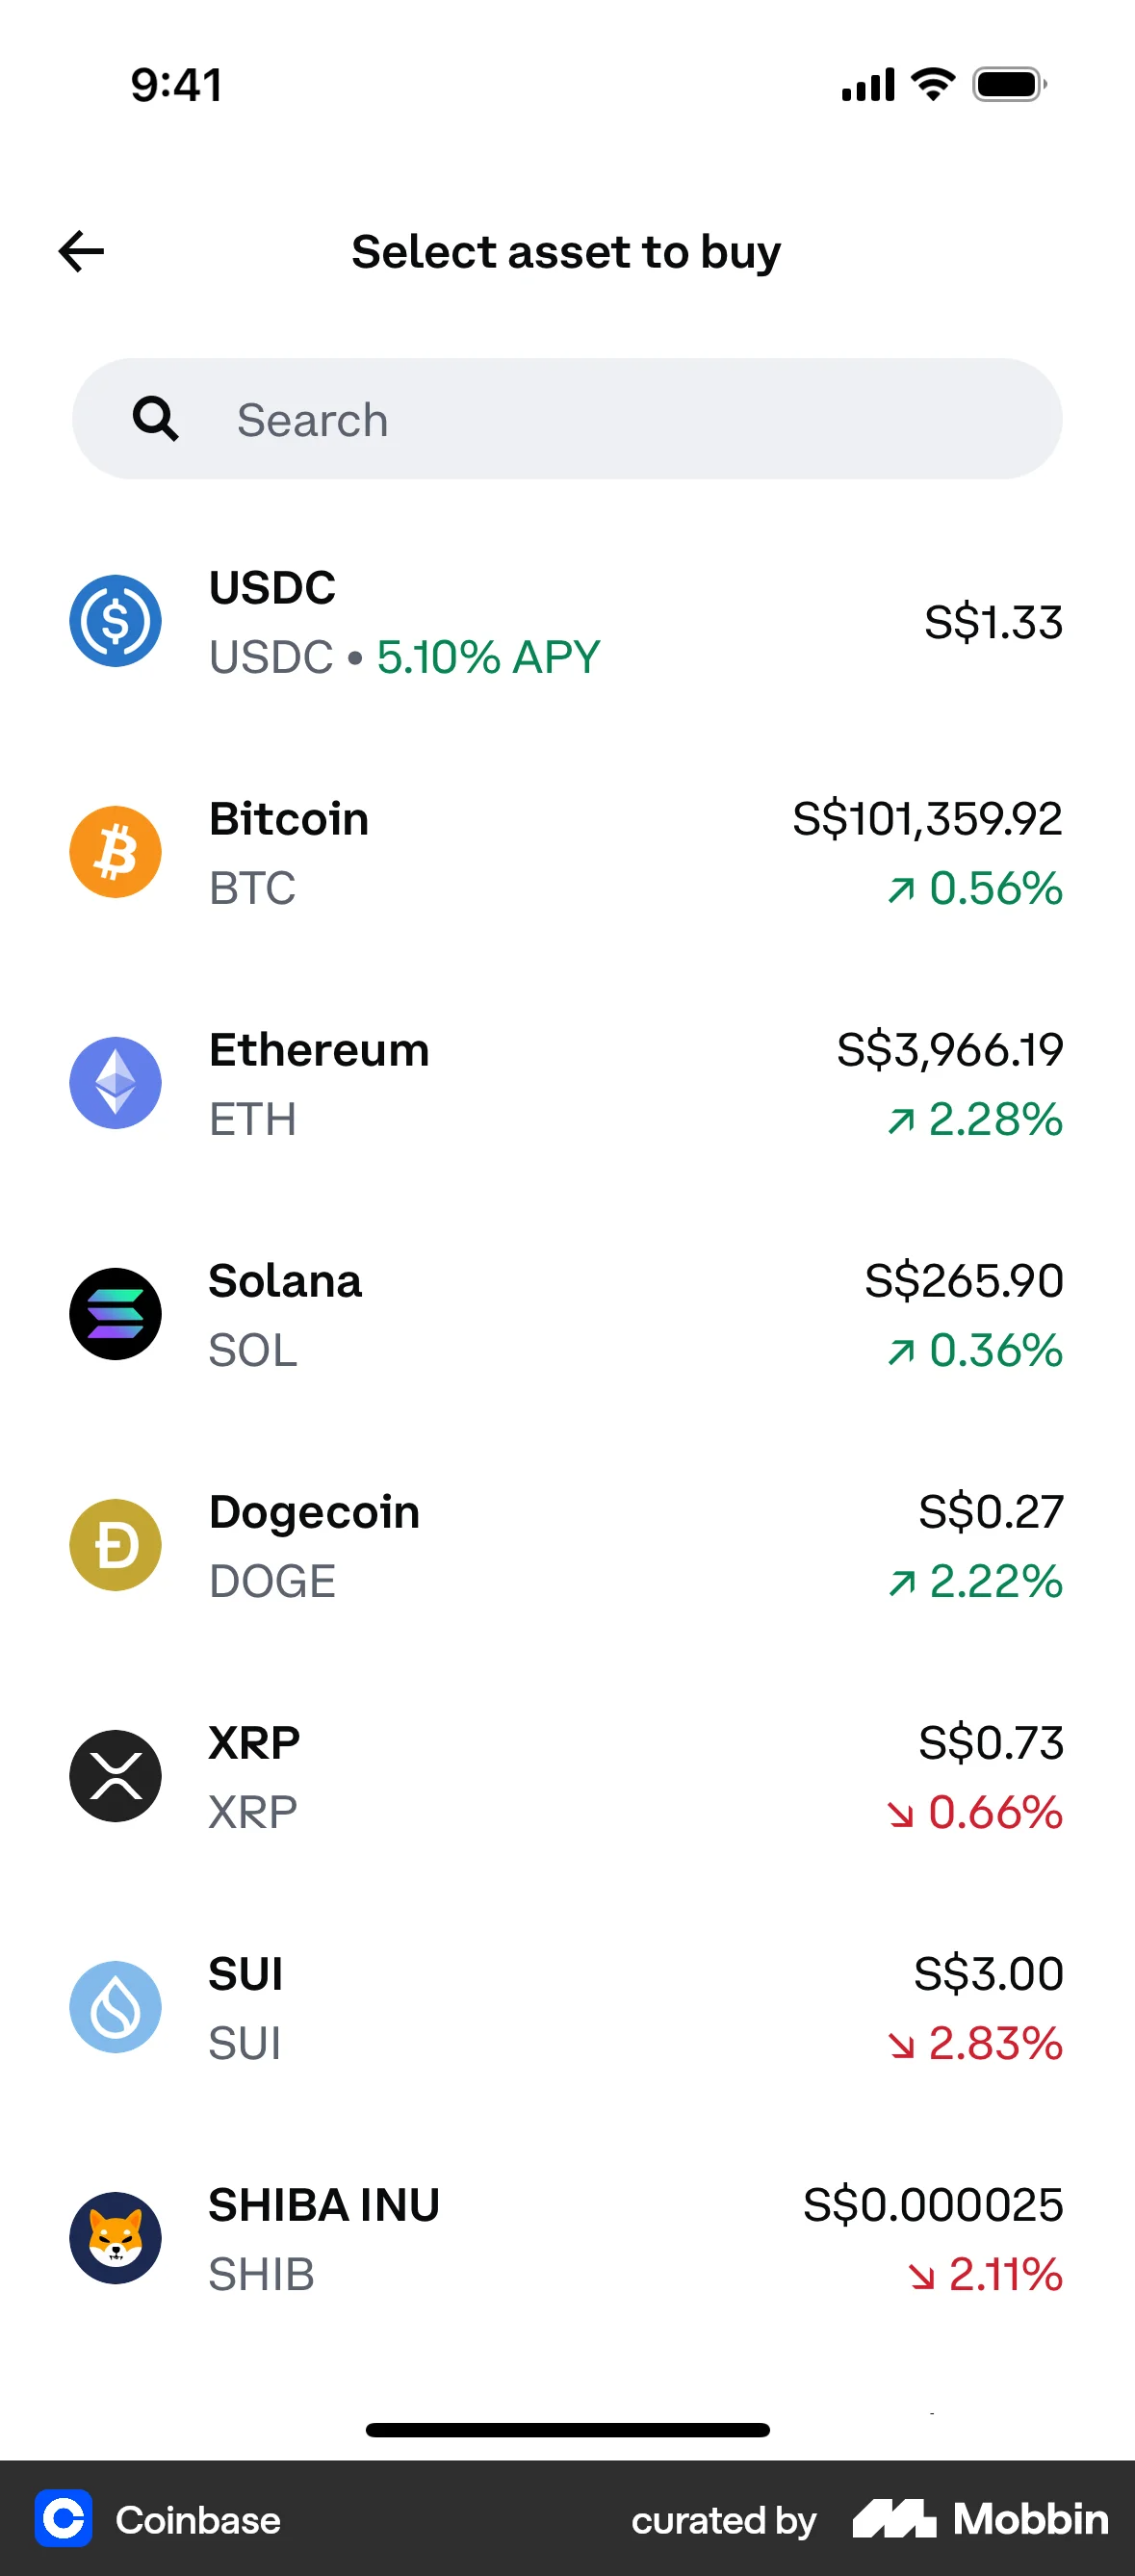 9:41
Select asset to buy
Search
USDC
S$1.33
USDC • 5.10% APY
Bitcoin S$101,359.92
BTC ↗ 0.56%
Ethereum S$3,966.19
ETH ↗ 2.28%
Solana S$265.90
SOL ↗ 0.36%
Dogecoin S$0.27
DOGE ↗ 2.22%
XRP S$0.73
XRP ↘ 0.66%
SUI S$3.00
SUI ↘ 2.83%
SHIBA INU S$0.000025
SHIB ↘ 2.11%
Coinbase curated by Mobbin